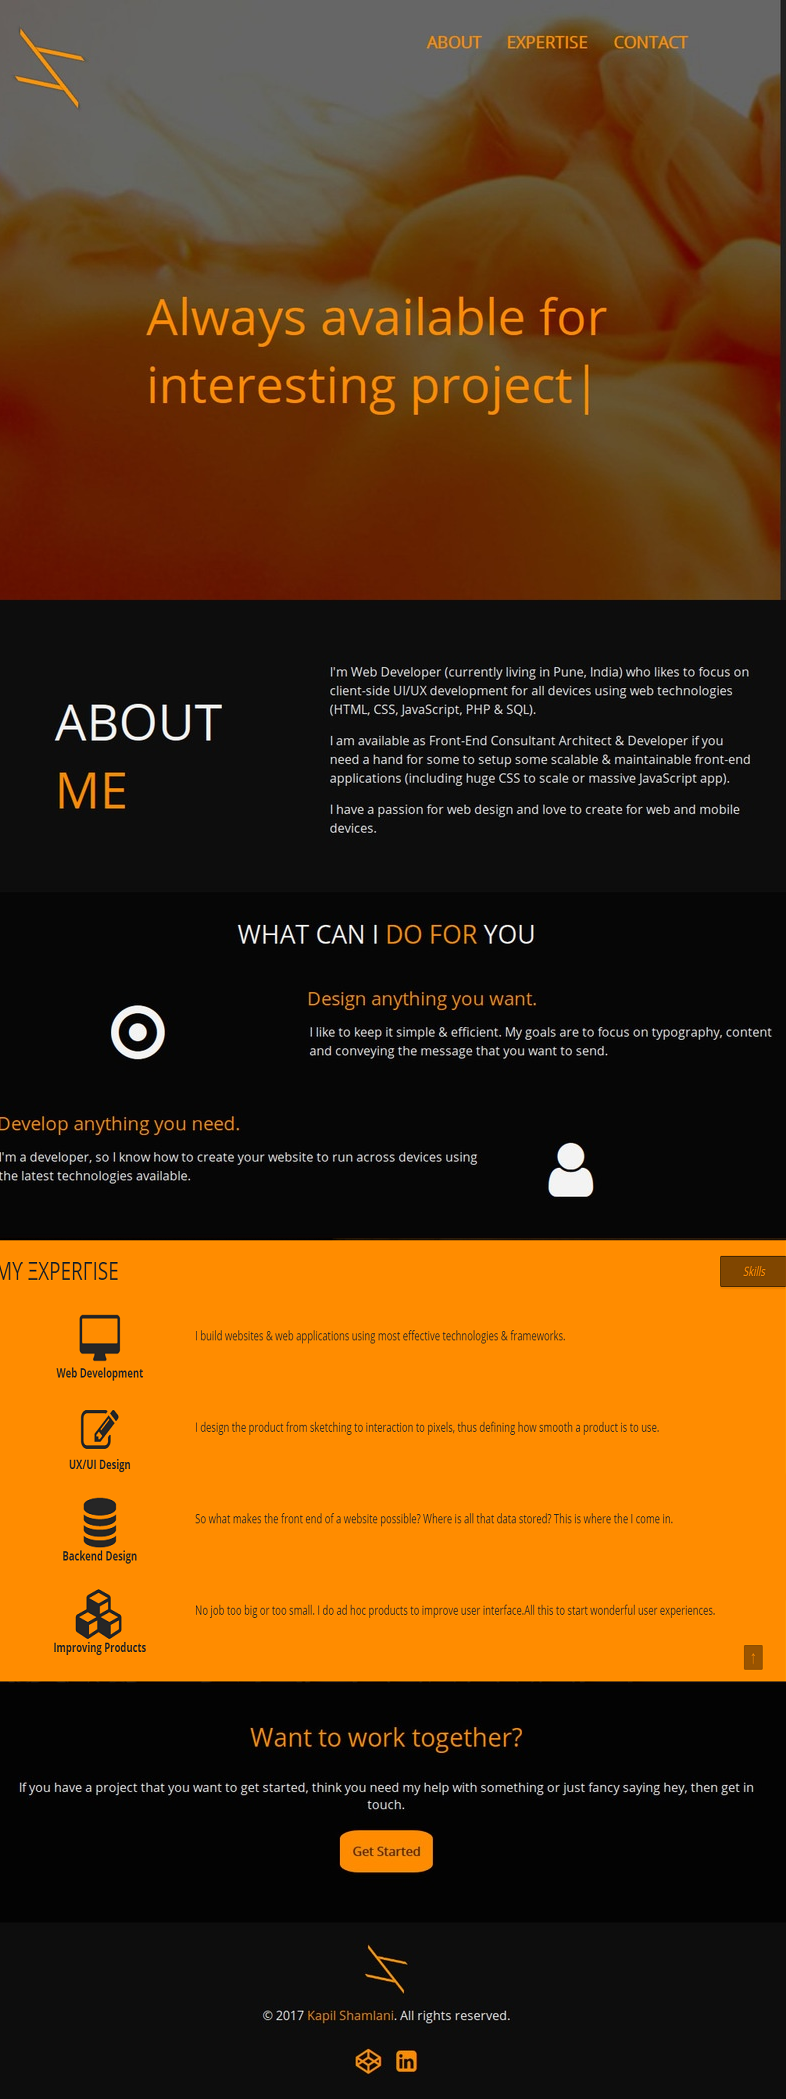 ABOUT EXPERTISE CONTACT
Always available for
interesting project|
ABOUT
ME
I'm Web Developer (currently living in Pune, India) who likes to focus on
client-side UI/UX development for all devices using web technologies
(HTML, CSS, JavaScript, PHP & SQL).
I am available as Front-End Consultant Architect & Developer if you
need a hand for some to setup some scalable & maintainable front-end
applications (including huge CSS to scale or massive JavaScript app).
I have a passion for web design and love to create for web and mobile
devices.
WHAT CAN I DO FOR YOU
Design anything you want.
I like to keep it simple & efficient. My goals are to focus on typography, content
and conveying the message that you want to send.
Develop anything you need.
I'm a developer, so I know how to create your website to run across devices using
the latest technologies available.
MY ΞXPERΓISE
Skills
I build websites & web applications using most effective technologies & frameworks.
Web Development
I design the product from sketching to interaction to pixels, thus defining how smooth a product is to use.
UX/UI Design
So what makes the front end of a website possible? Where is all that data stored? This is where the I come in.
Backend Design
No job too big or too small. I do ad hoc products to improve user interface.All this to start wonderful user experiences.
Improving Products
↑
Want to work together?
If you have a project that you want to get started, think you need my help with something or just fancy saying hey, then get in
touch.
Get Started
© 2017 Kapil Shamlani. All rights reserved.
in